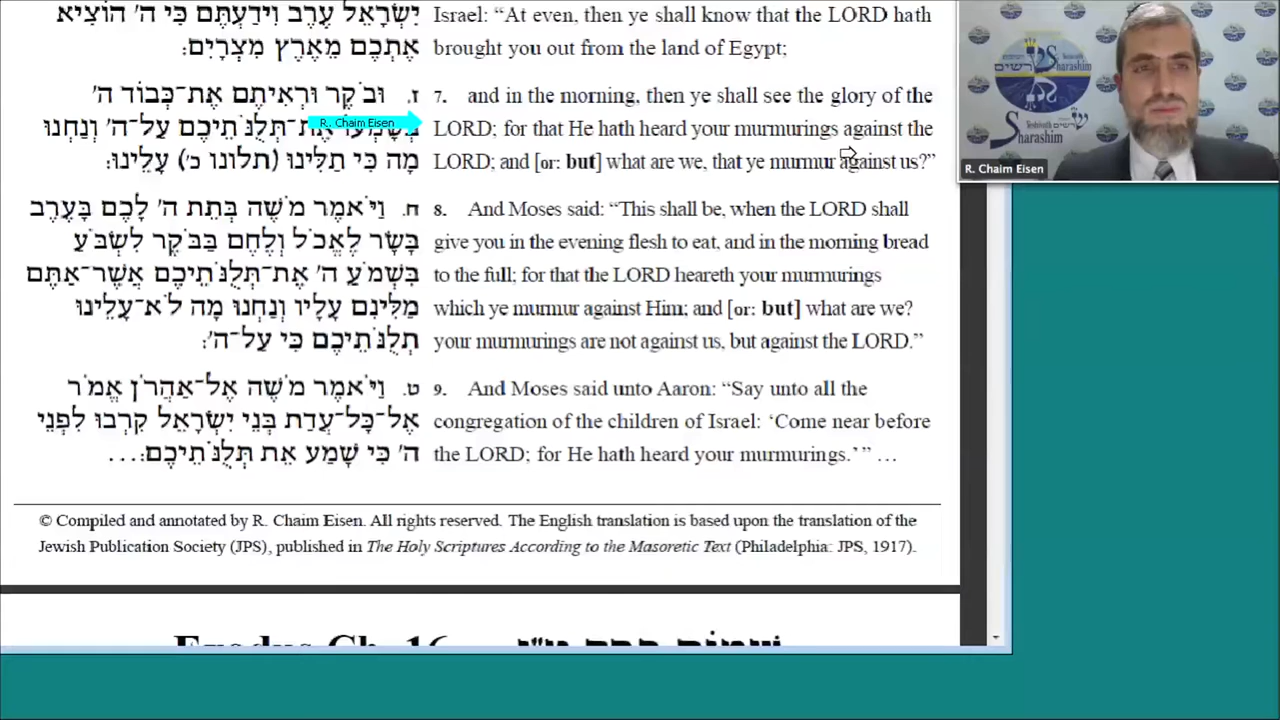 יִשְׂרָאֵל עֶרֶב וִידַעְתֶּם כִּי ה' הוֹצִיא
אֶתְכֶם מֵאֶרֶץ מִצְרָיִם:
ז. וּבֹקֶר וּרְאִיתֶם אֶת־כְּבוֹד ה'
אֶת־תְּלֻנֹּתֵיכֶם עַל־ה' וְנַחְנוּ
מָה כִּי תַלִּינוּ (תלונו כ') עָלֵינוּ:
ח. וַיֹּאמֶר מֹשֶׁה בְּתֵת ה' לָכֶם בָּעֶרֶב
בָּשָׂר לֶאֱכֹל וְלֶחֶם בַּבֹּקֶר לִשְׂבֹּעַ
בִּשְׁמֹעַ ה' אֶת־תְּלֻנֹּתֵיכֶם אֲשֶׁר־אַתֶּם
מַלִּינִם עָלָיו וְנַחְנוּ מָה לֹא־עָלֵינוּ
תְלֻנֹּתֵיכֶם כִּי עַל־ה':
ט. וַיֹּאמֶר מֹשֶׁה אֶל־אַהֲרֹן אֱמֹר
אֶל־כָּל־עֲדַת בְּנֵי יִשְׂרָאֵל קִרְבוּ לִפְנֵי
ה' כִּי שָׁמַע אֵת תְּלֻנֹּתֵיכֶם:...
Israel: “At even, then ye shall know that the LORD hath
brought you out from the land of Egypt;
7. and in the morning, then ye shall see the glory of the
LORD; for that He hath heard your murmurings against the
LORD; and [or: but] what are we, that ye murmur against us?”
8. And Moses said: “This shall be, when the LORD shall
give you in the evening flesh to eat, and in the morning bread
to the full; for that the LORD heareth your murmurings
which ye murmur against Him; and [or: but] what are we?
your murmurings are not against us, but against the LORD.”
9. And Moses said unto Aaron: “Say unto all the
congregation of the children of Israel: ‘Come near before
the LORD; for He hath heard your murmurings.’” …
R. Chaim Eisen
© Compiled and annotated by R. Chaim Eisen. All rights reserved. The English translation is based upon the translation of the
Jewish Publication Society (JPS), published in The Holy Scriptures According to the Masoretic Text (Philadelphia: JPS, 1917).
שרשים
Sharashim
R. Chaim Eisen